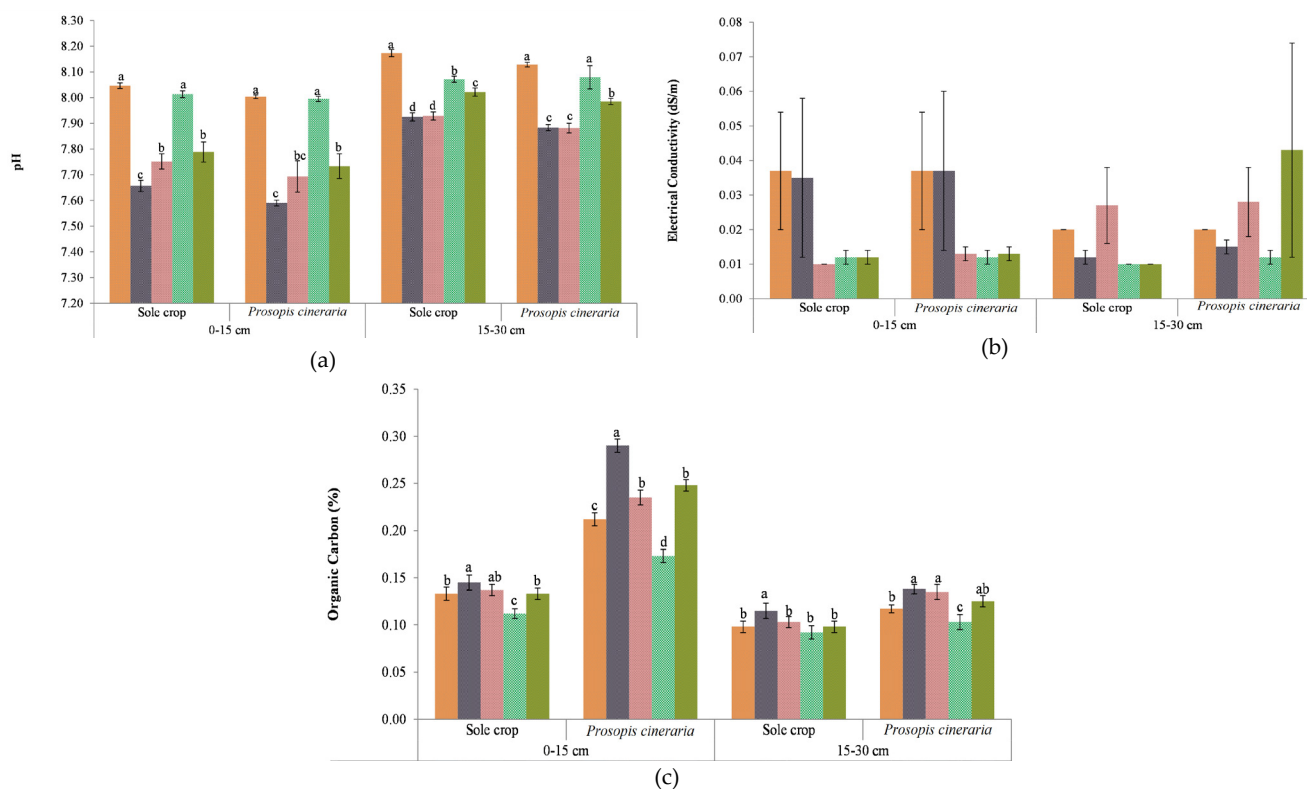 8.30
8.20
8.10
8.00
7.90
7.80
7.70
7.60
7.50
7.40
7.30
7.20
pH
a
c
b
a
b
a
c
bc
a
b
a
d
d
b
c
a
c
c
a
b
Sole crop
Prosopis cineraria
Sole crop
Prosopis cineraria
0-15 cm
15-30 cm
(a)
0.08
0.07
0.06
0.05
0.04
0.03
0.02
0.01
0.00
Electrical Conductivity (dS/m)
Sole crop
Prosopis cineraria
Sole crop
Prosopis cineraria
0-15 cm
15-30 cm
(b)
0.35
0.30
0.25
0.20
0.15
0.10
0.05
0.00
Organic Carbon (%)
b
a
ab
c
b
c
a
b
d
b
b
a
b
b
b
b
a
a
c
ab
Sole crop
Prosopis cineraria
Sole crop
Prosopis cineraria
0-15 cm
15-30 cm
(c)